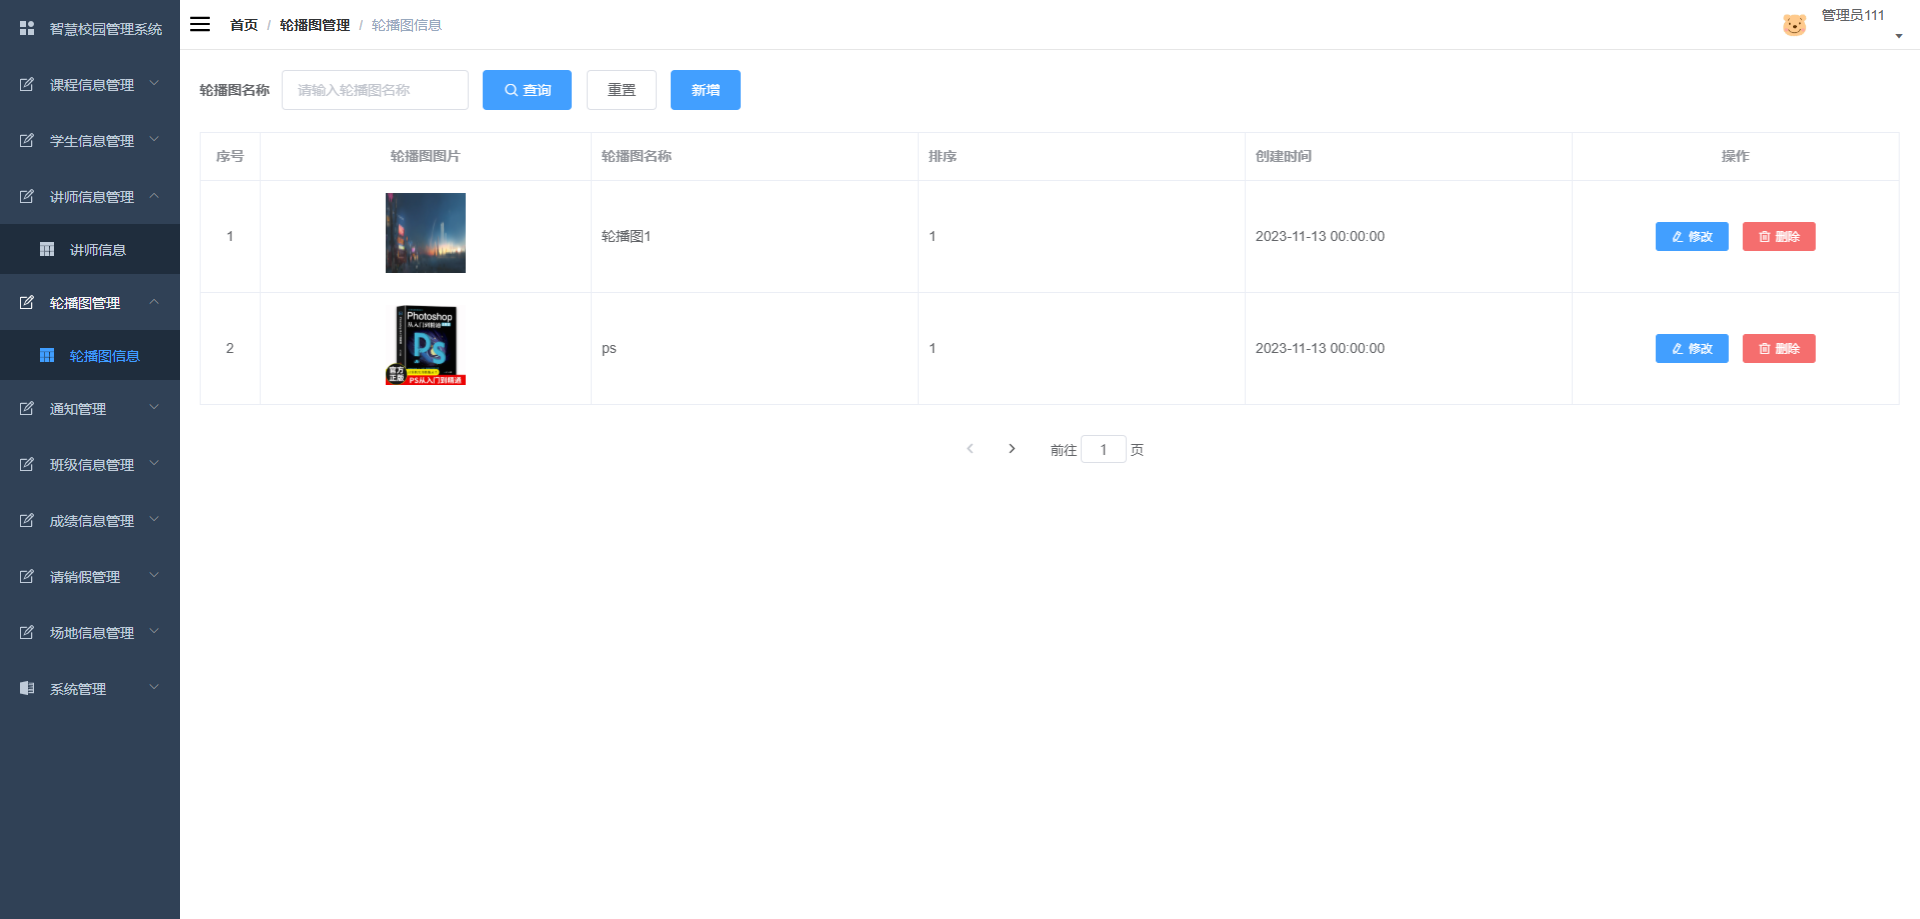 智慧校园管理系统
课程信息管理
学生信息管理
讲师信息管理
讲师信息
轮播图管理
轮播图信息
通知管理
班级信息管理
成绩信息管理
请销假管理
场地信息管理
系统管理
首页 / 轮播图管理 / 轮播图信息
管理员111
轮播图名称 请输入轮播图名称 查询 重置 新增
序号 轮播图图片 轮播图名称 排序 创建时间 操作
1 轮播图1 1 2023-11-13 00:00:00 修改 删除
Photoshop
从入门到精通
Ps
官方
正版
PS从入门到精通
2 ps 1 2023-11-13 00:00:00 修改 删除
前往 1 页